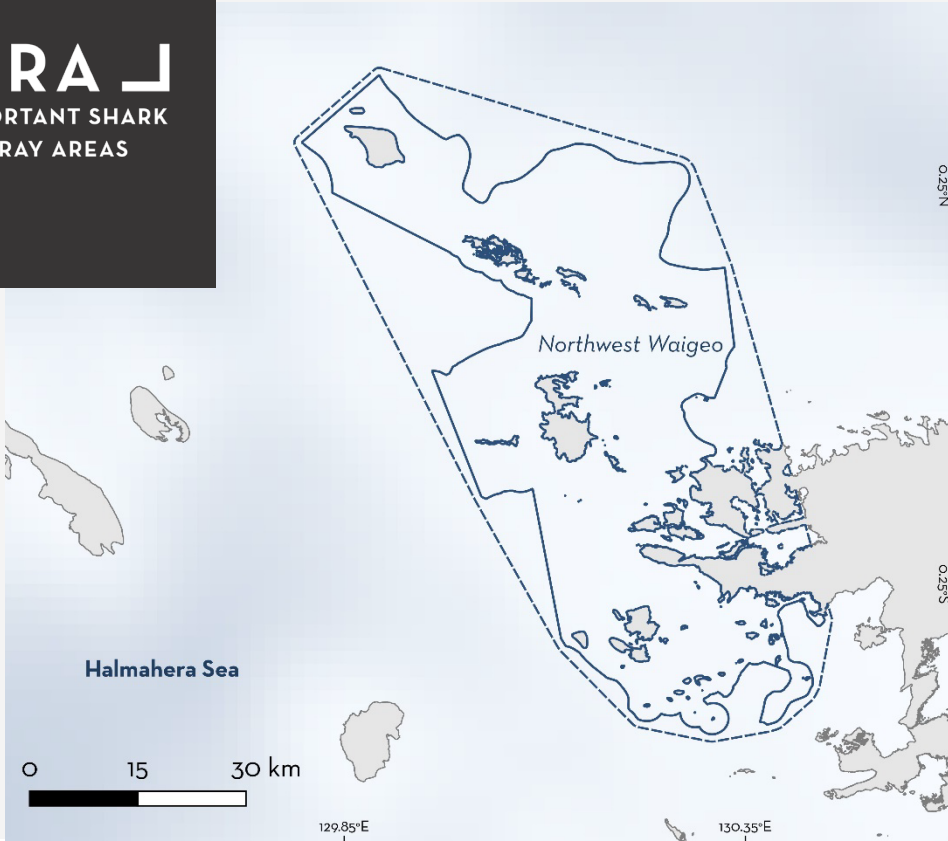 RA
ORTANT SHARK
RAY AREAS
0.25°N
Northwest Waigeo
0.25°S
Halmahera Sea
0 15 30 km
129.85°E 130.35°E